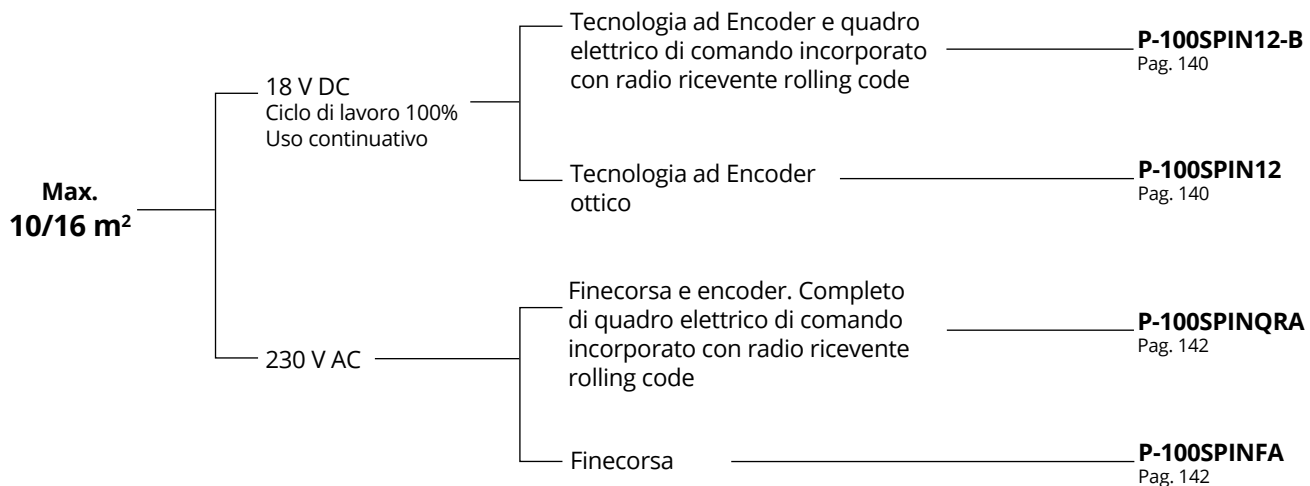 Max.
10/16 m²
18 V DC
Ciclo di lavoro 100%
Uso continuativo
Tecnologia ad Encoder e quadro
elettrico di comando incorporato
con radio ricevente rolling code
P-100SPIN12-B
Pag. 140
Tecnologia ad Encoder
ottico
P-100SPIN12
Pag. 140
230 V AC
Finecorsa e encoder. Completo
di quadro elettrico di comando
incorporato con radio ricevente
rolling code
P-100SPINQRA
Pag. 142
Finecorsa
P-100SPINFA
Pag. 142